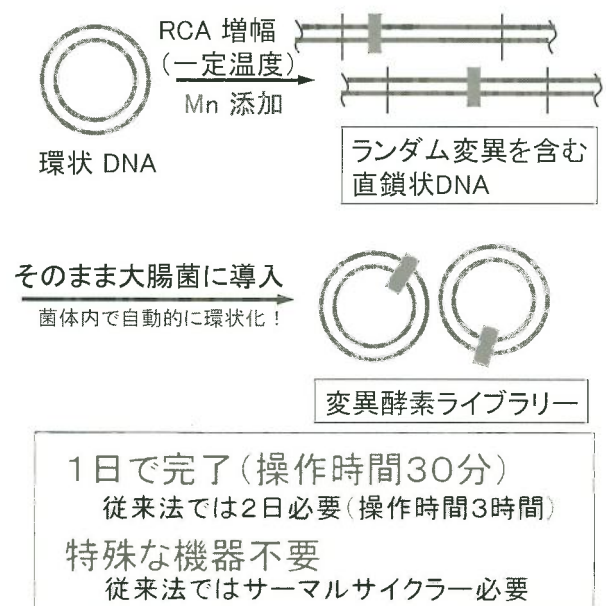 RCA 増幅
(一定温度)
Mn 添加
環状 DNA
ランダム変異を含む
直鎖状DNA
そのまま大腸菌に導入
菌体内で自動的に環状化！
変異酵素ライブラリー
1日で完了(操作時間30分)
従来法では2日必要(操作時間3時間)
特殊な機器不要
従来法ではサーマルサイクラー必要